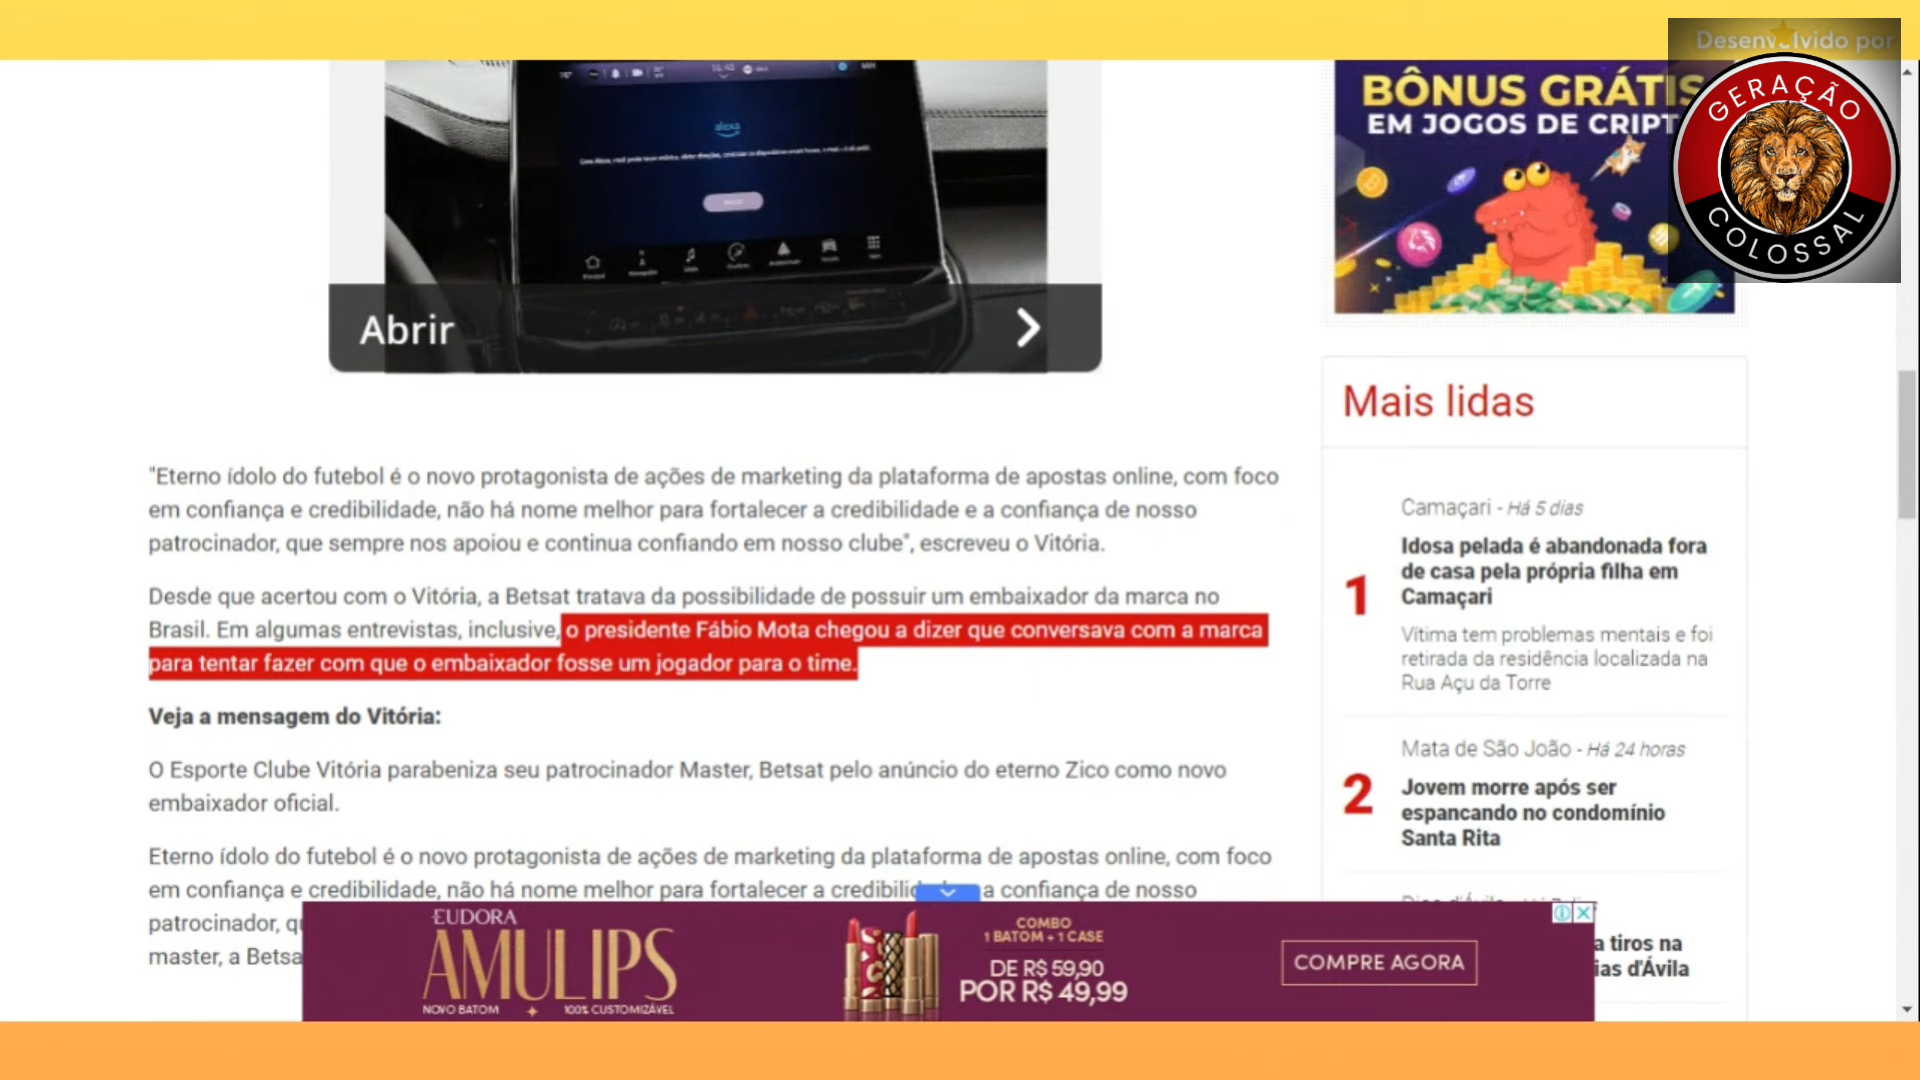 Desenvolvido por
GERAÇÃO
COLOSSAL
alexa
Abrir
BÔNUS GRÁTIS
EM JOGOS DE CRIPT
Mais lidas
"Eterno ídolo do futebol é o novo protagonista de ações de marketing da plataforma de apostas online, com foco
em confiança e credibilidade, não há nome melhor para fortalecer a credibilidade e a confiança de nosso
patrocinador, que sempre nos apoiou e continua confiando em nosso clube", escreveu o Vitória.
Desde que acertou com o Vitória, a Betsat tratava da possibilidade de possuir um embaixador da marca no
Brasil. Em algumas entrevistas, inclusive, o presidente Fábio Mota chegou a dizer que conversava com a marca
para tentar fazer com que o embaixador fosse um jogador para o time.
Veja a mensagem do Vitória:
O Esporte Clube Vitória parabeniza seu patrocinador Master, Betsat pelo anúncio do eterno Zico como novo
embaixador oficial.
Eterno ídolo do futebol é o novo protagonista de ações de marketing da plataforma de apostas online, com foco
em confiança e credibilidade, não há nome melhor para fortalecer a credibilid a confiança de nosso
patrocinador, q
master, a Betsa
1
Camaçari - Há 5 dias
Idosa pelada é abandonada fora
de casa pela própria filha em
Camaçari
Vítima tem problemas mentais e foi
retirada da residência localizada na
Rua Açu da Torre
2
Mata de São João - Há 24 horas
Jovem morre após ser
espancando no condomínio
Santa Rita
a tiros na
ias d'Ávila
EUDORA
AMULIPS
NOVO BATOM 100% CUSTOMIZÁVEL
COMBO
1 BATOM + 1 CASE
DE R$ 59,90
POR R$ 49,99
COMPRE AGORA